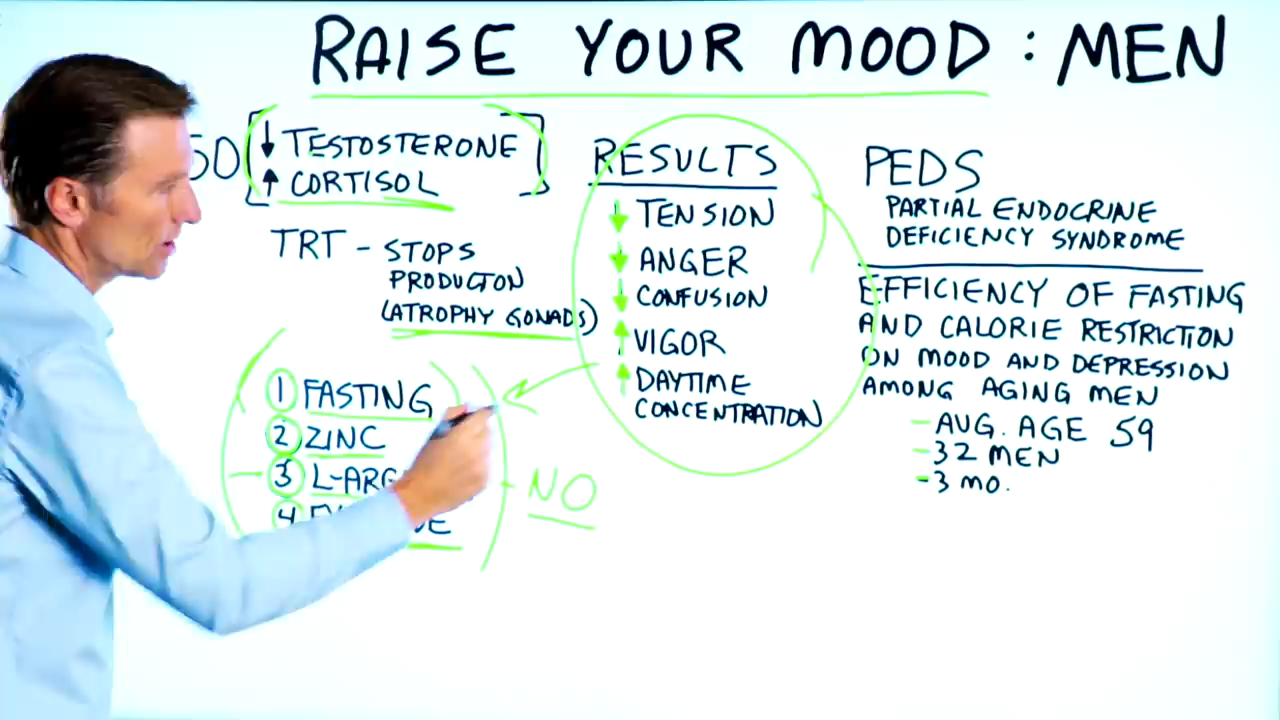 RAISE YOUR MOOD : MEN
50
↓ TESTOSTERONE
↑ CORTISOL
TRT - STOPS
PRODUCTON
(ATROPHY GONADS)
1 FASTING
2 ZINC
3 L-ARG
4
NO
RESULTS
↓ TENSION
↓ ANGER
↓ CONFUSION
↑ VIGOR
↑ DAYTIME
CONCENTRATION
PEDS
PARTIAL ENDOCRINE
DEFICIENCY SYNDROME
EFFICIENCY OF FASTING
AND CALORIE RESTRICTION
ON MOOD AND DEPRESSION
AMONG AGING MEN
- AVG. AGE 59
- 32 MEN
- 3 MO.